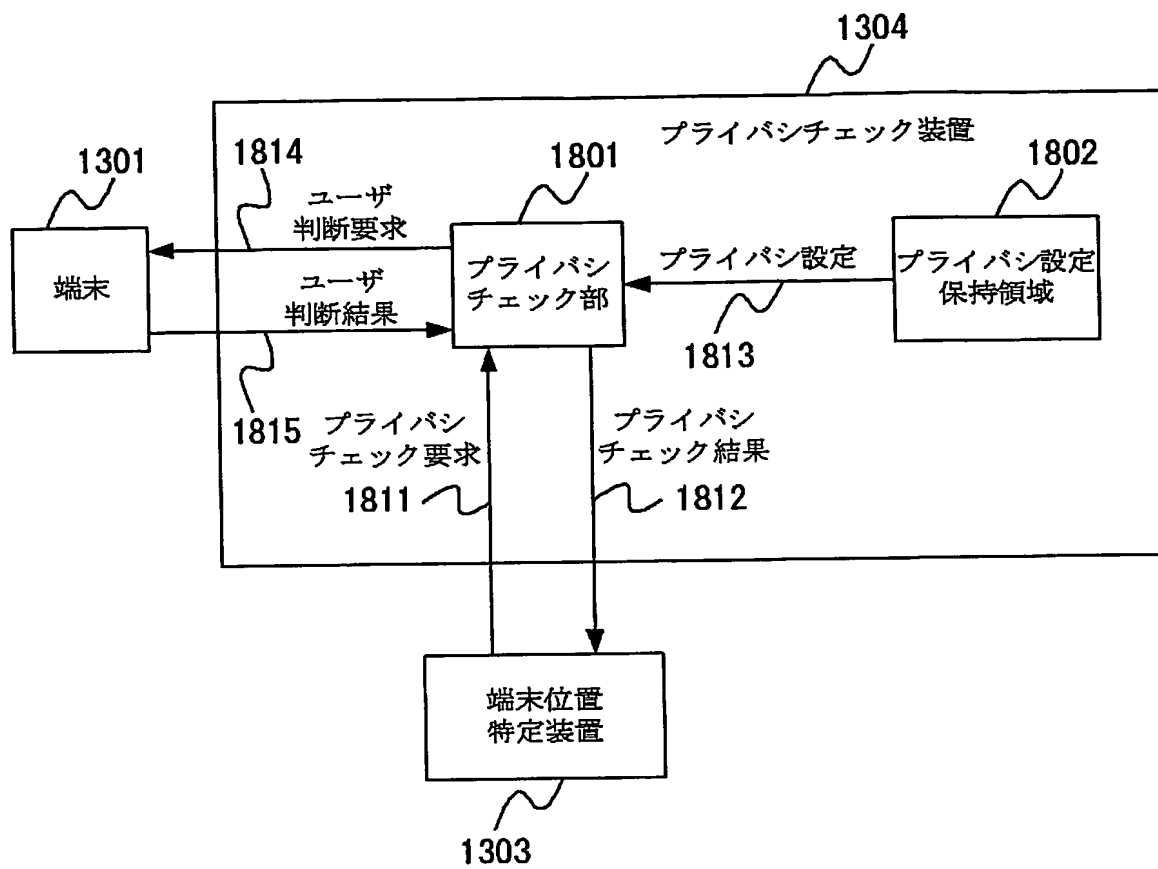 1304
プライバシチェック装置
1814
1801
1802
1301
ユーザ
判断要求
端末
ユーザ
判断結果
プライバシ
チェック部
プライバシ設定
プライバシ設定
保持領域
1813
1815
プライバシ
チェック要求
1811
プライバシ
チェック結果
1812
端末位置
特定装置
1303